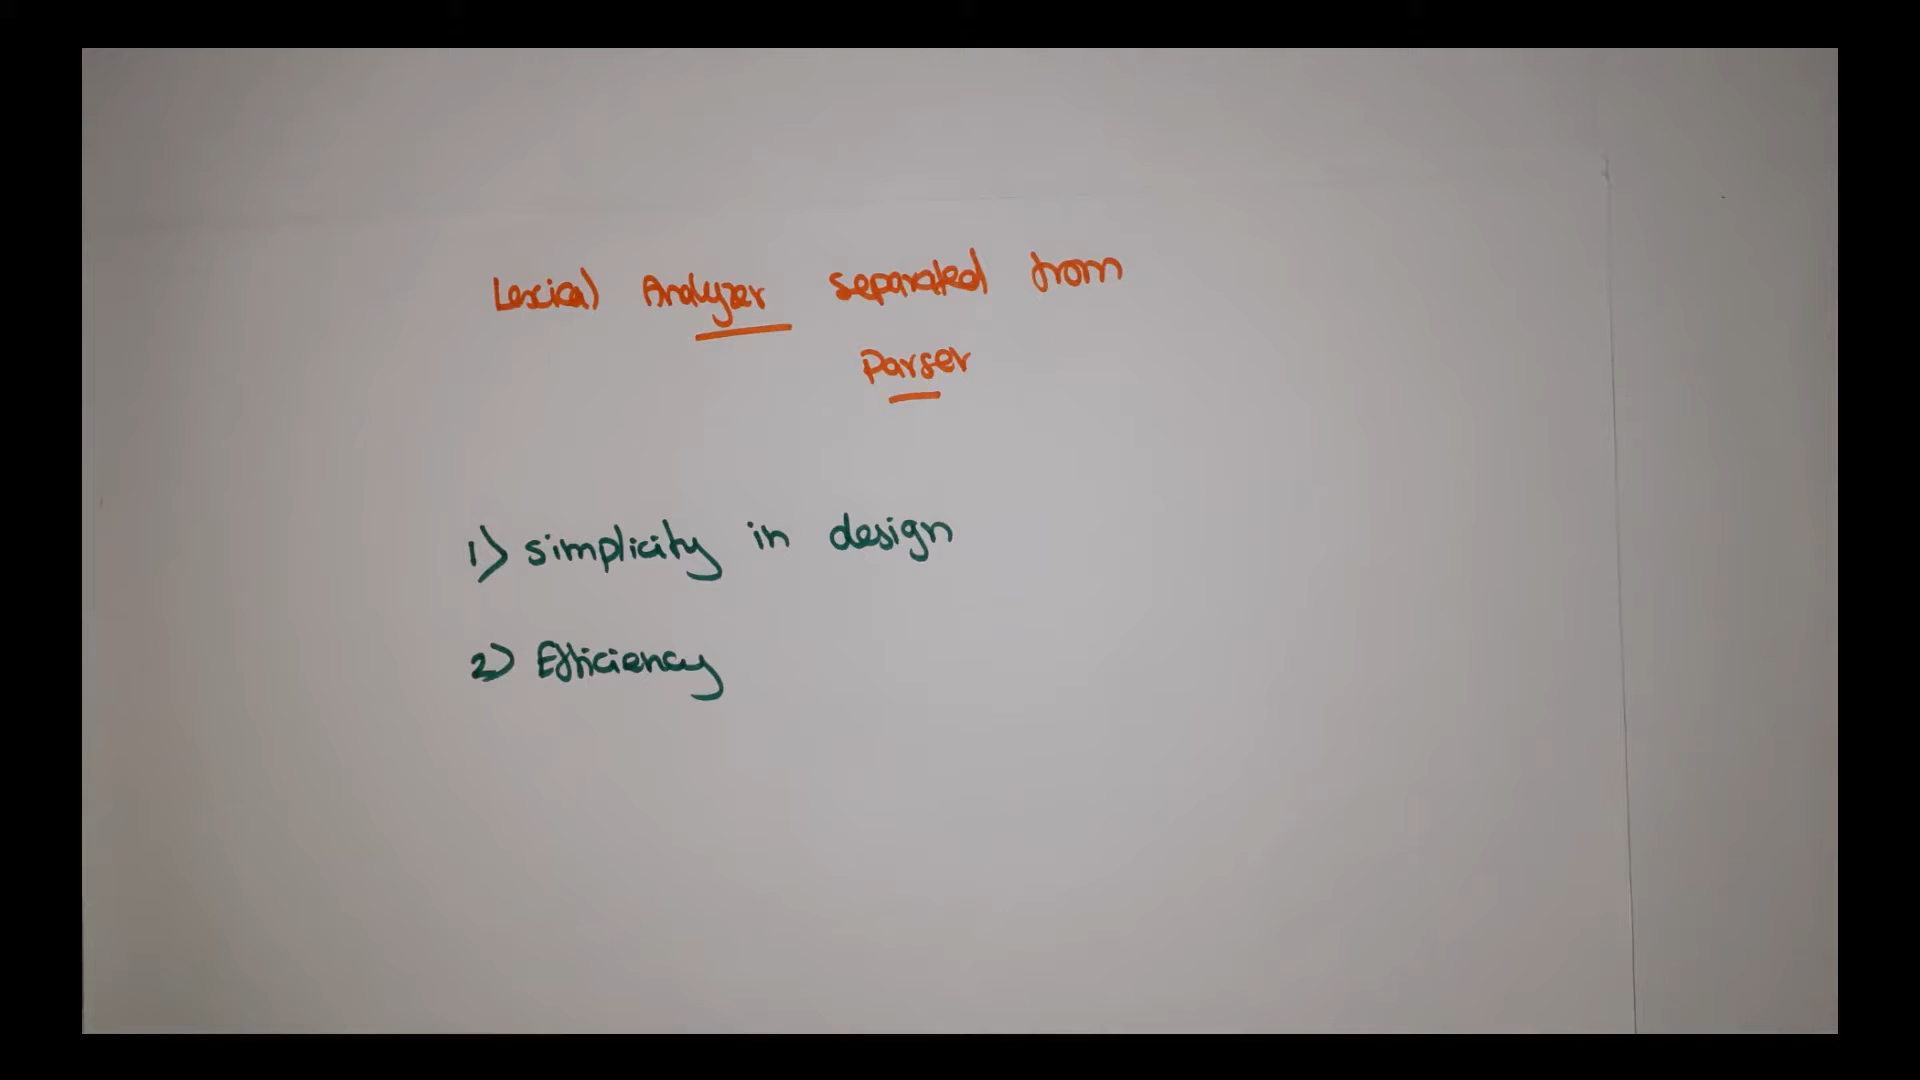 Lexical Analyzer separated from
Parser
1) simplicity in design
2) Efficiency